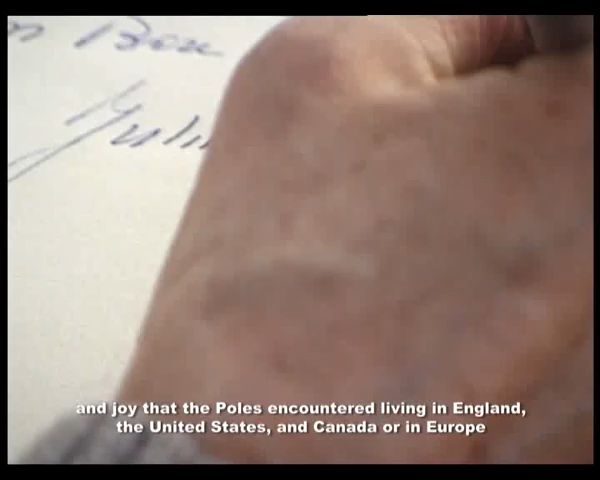 and joy that the Poles encountered living in England,
the United States, and Canada or in Europe